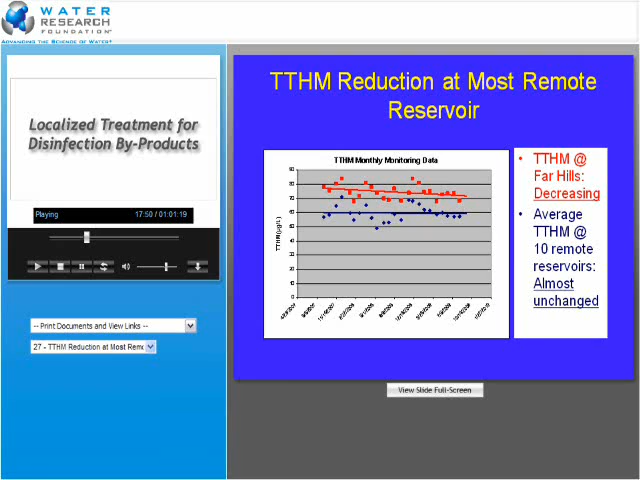 WATER
RESEARCH
FOUNDATION
ADVANCING THE SCIENCE OF WATER
Localized Treatment for
Disinfection By-Products
Playing
17:50 / 01:01:19
-- Print Documents and View Links --
27 - TTHM Reduction at Most Remo
TTHM Reduction at Most Remote
Reservoir
TTHM Monthly Monitoring Data
TTHM (µg/L)
90
80
70
60
50
40
30
20
10
0
• TTHM @
Far Hills:
Decreasing
• Average
TTHM @
10 remote
reservoirs:
Almost
unchanged
View Slide Full-Screen